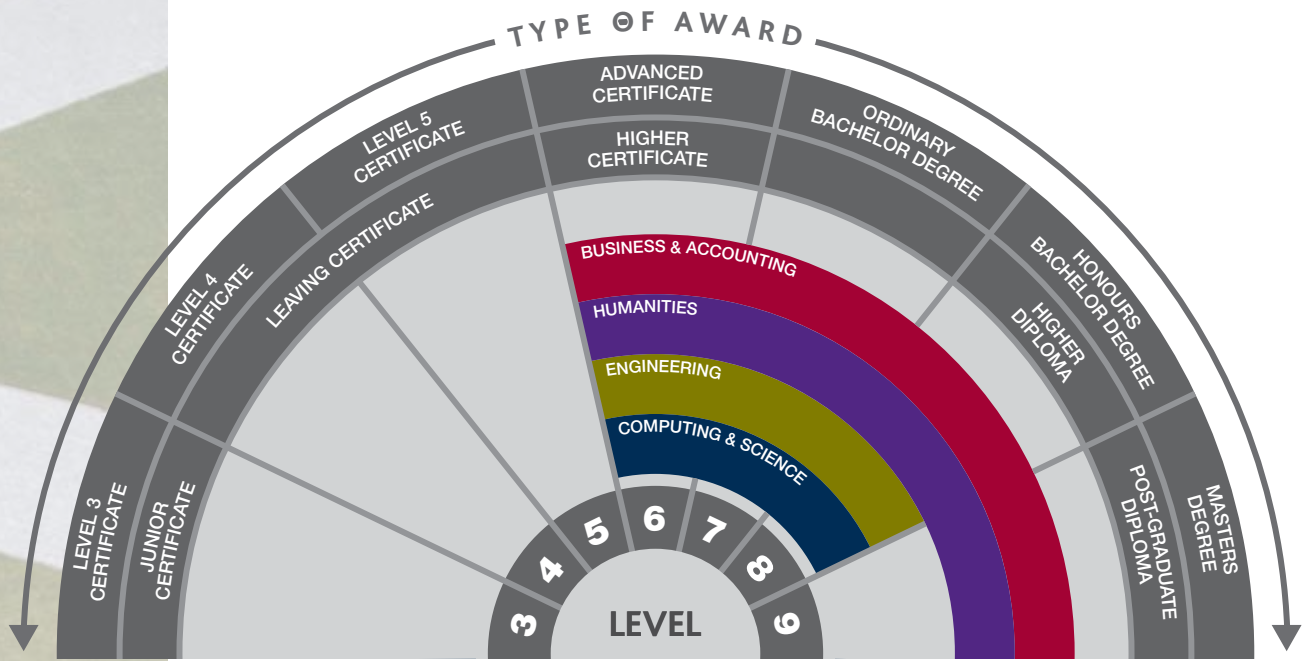 TYPE OF AWARD
LEVEL 3
CERTIFICATE
JUNIOR
CERTIFICATE
LEVEL 4
CERTIFICATE
LEVEL 5
CERTIFICATE
LEAVING CERTIFICATE
ADVANCED
CERTIFICATE
HIGHER
CERTIFICATE
ORDINARY
BACHELOR DEGREE
HONOURS
BACHELOR DEGREE
HIGHER
DIPLOMA
MASTERS
DEGREE
POST-GRADUATE
DIPLOMA
BUSINESS & ACCOUNTING
HUMANITIES
ENGINEERING
COMPUTING & SCIENCE
3
4
5
6
7
8
9
LEVEL